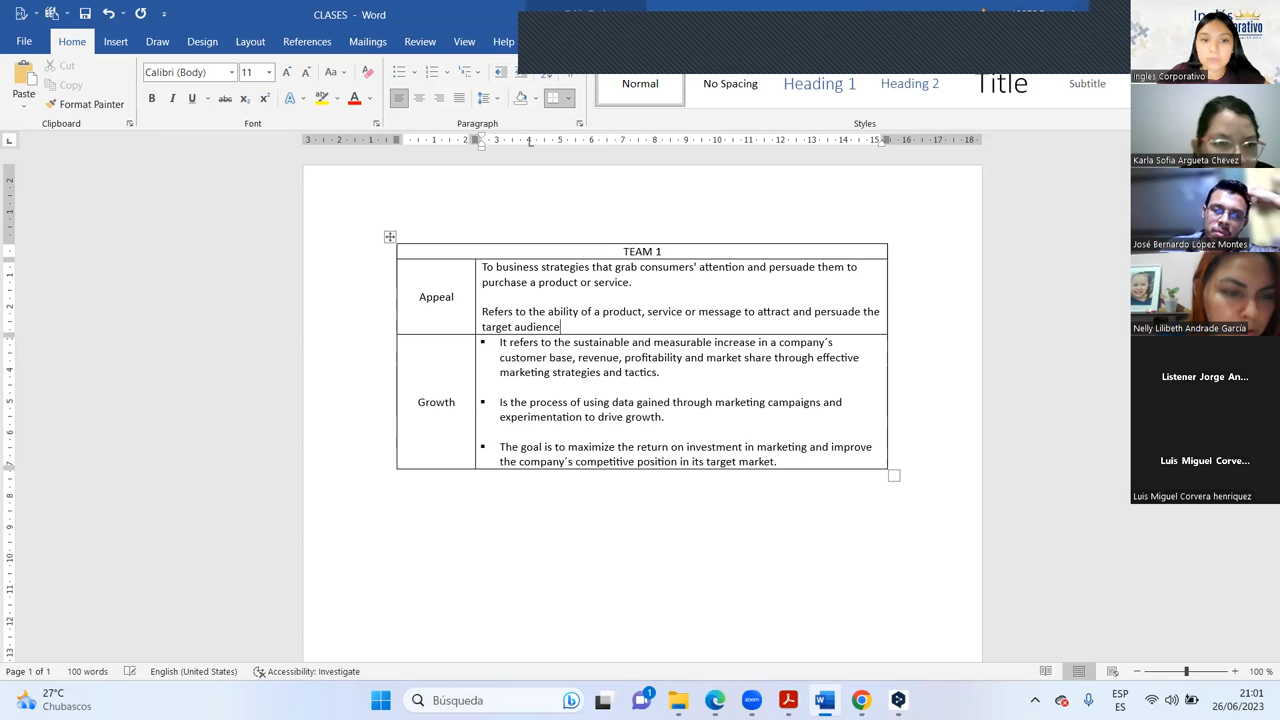 CLASES - Word
File
Home
Insert
Draw
Design
Layout
References
Mailings
Review
View
Help
Paste
Cut
Copy
Format Painter
Clipboard
Calibri (Body)
11
Font
Paragraph
Normal
No Spacing
Heading 1
Heading 2
Title
Subtitle
Styles
TEAM 1
Appeal
To business strategies that grab consumers' attention and persuade them to
purchase a product or service.
Refers to the ability of a product, service or message to attract and persuade the
target audience
Growth
It refers to the sustainable and measurable increase in a company´s
customer base, revenue, profitability and market share through effective
marketing strategies and tactics.
Is the process of using data gained through marketing campaigns and
experimentation to drive growth.
The goal is to maximize the return on investment in marketing and improve
the company´s competitive position in its target market.
Ingles Corporativo
Karla Sofia Argueta Chévez
José Bernardo López Montes
Nelly Lilibeth Andrade García
Listener Jorge An...
Luis Miguel Corve...
Luis Miguel Corvera henriquez
Page 1 of 1
100 words
English (United States)
Accessibility: Investigate
100 %
27°C
Chubascos
Búsqueda
1
ESP
ES
21:01
26/06/2023